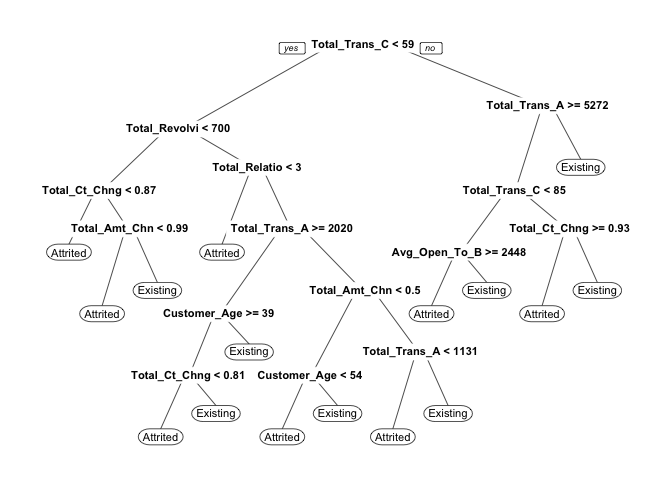 yes Total_Trans_C < 59 no
Total_Trans_A >= 5272
Total_Revolvi < 700
Total_Relatio < 3
Existing
Total_Ct_Chng < 0.87
Total_Trans_C < 85
Total_Amt_Chn < 0.99
Total_Trans_A >= 2020
Total_Ct_Chng >= 0.93
Attrited
Attrited
Avg_Open_To_B >= 2448
Existing
Total_Amt_Chn < 0.5
Existing
Existing
Attrited
Customer_Age >= 39
Attrited
Attrited
Existing
Total_Trans_A < 1131
Total_Ct_Chng < 0.81
Customer_Age < 54
Existing
Existing
Existing
Attrited
Attrited
Attrited